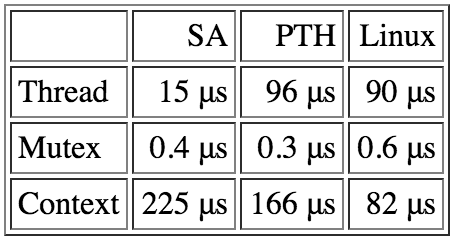 SA PTH Linux
Thread 15 µs 96 µs 90 µs
Mutex 0.4 µs 0.3 µs 0.6 µs
Context 225 µs 166 µs 82 µs